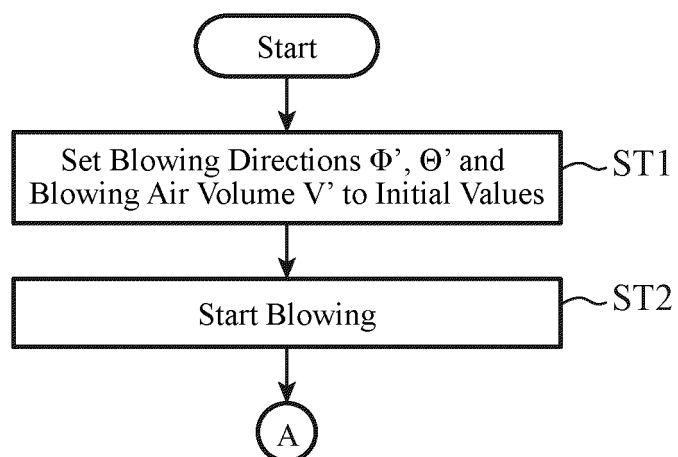 Start
Set Blowing Directions Φ’, Θ’ and
Blowing Air Volume V’ to Initial Values
ST1
Start Blowing
ST2
A